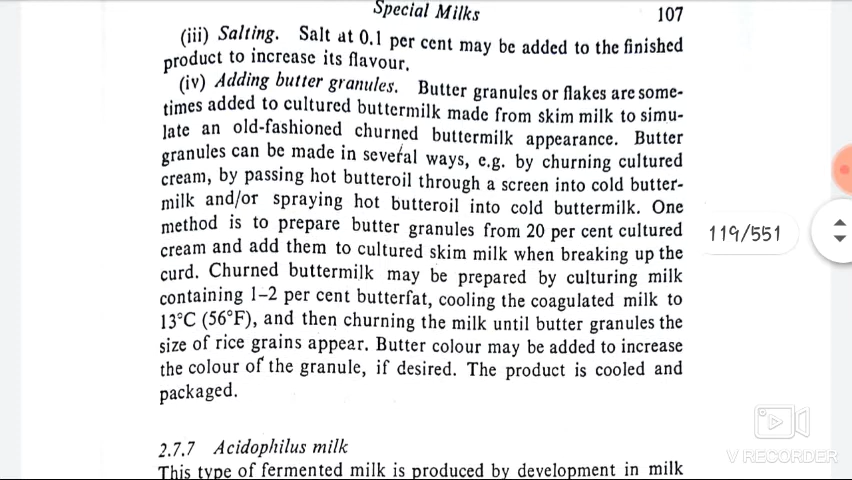 Special Milks 107
(iii) Salting. Salt at 0.1 per cent may be added to the finished
product to increase its flavour.
(iv) Adding butter granules. Butter granules or flakes are some-
times added to cultured buttermilk made from skim milk to simu-
late an old-fashioned churned buttermilk appearance. Butter
granules can be made in several ways, e.g. by churning cultured
cream, by passing hot butteroil through a screen into cold butter-
milk and/or spraying hot butteroil into cold buttermilk. One
method is to prepare butter granules from 20 per cent cultured
cream and add them to cultured skim milk when breaking up the
curd. Churned buttermilk may be prepared by culturing milk
containing 1–2 per cent butterfat, cooling the coagulated milk to
13°C (56°F), and then churning the milk until butter granules the
size of rice grains appear. Butter colour may be added to increase
the colour of the granule, if desired. The product is cooled and
packaged.
2.7.7 Acidophilus milk
This type of fermented milk is produced by development in milk
119/551
V RECORDER